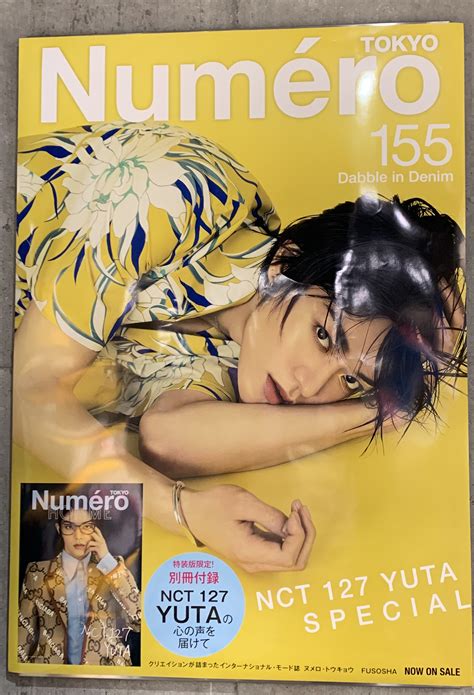 TOKYO
Numéro
155
Dabble in Denim
Numéro
TOKYO
NCT 127
YUTA
特装版限定!
別冊付録
NCT 127
YUTAの
心の声を
届けて
NCT 127 YUTA
SPECIAL
クリエイションが詰まったインターナショナル・モード誌 ヌメロ・トウキョウ FUSOSHA NOW ON SALE